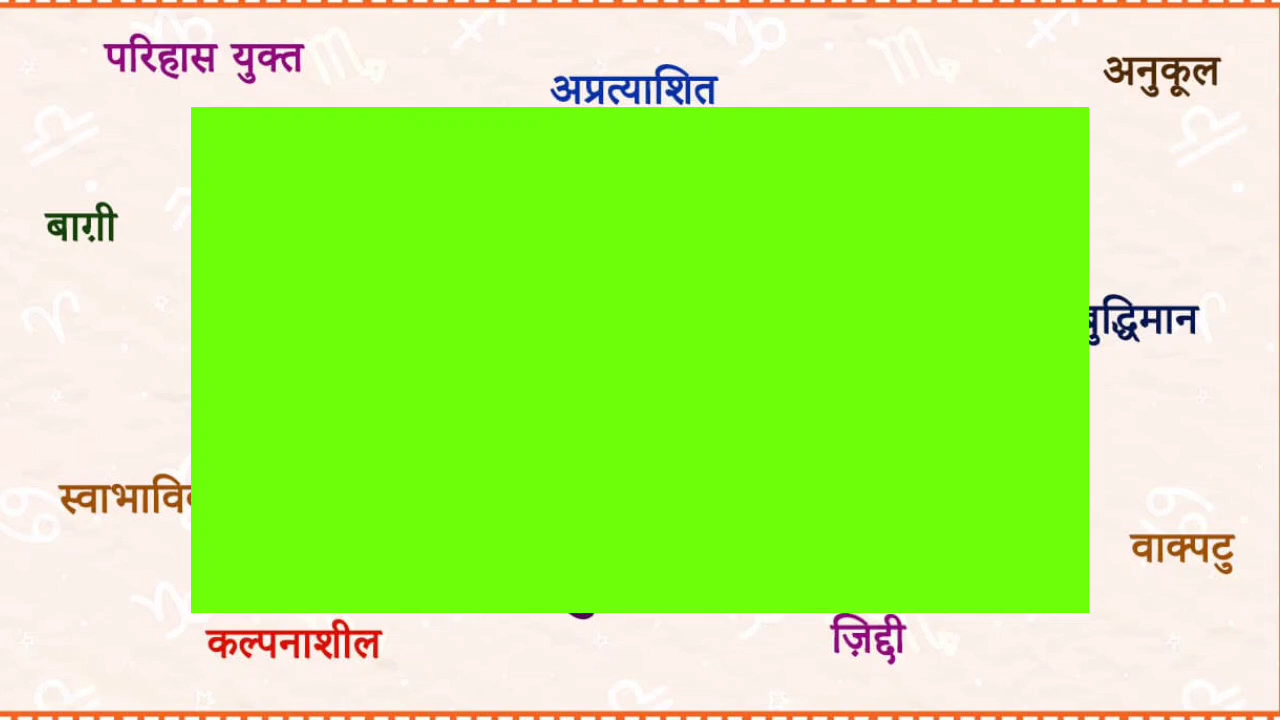 परिहास युक्त
अप्रत्याशित
अनुकूल
बाग़ी
कल्पनाशील
ज़िद्दी
वाक्पटु